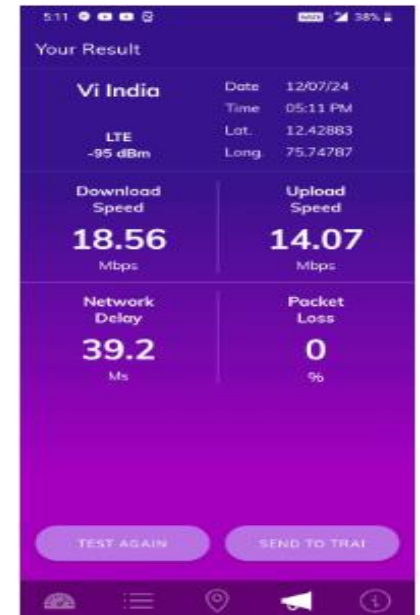 5:11 38%
Your Result
Vi India
LTE
-95 dBm
Date 12/07/24
Time 05:11 PM
Lat. 12.42883
Long. 75.74787
Download
Speed
18.56
Mbps
Upload
Speed
14.07
Mbps
Network
Delay
39.2
Ms
Packet
Loss
0
%
TEST AGAIN
SEND TO TRAI